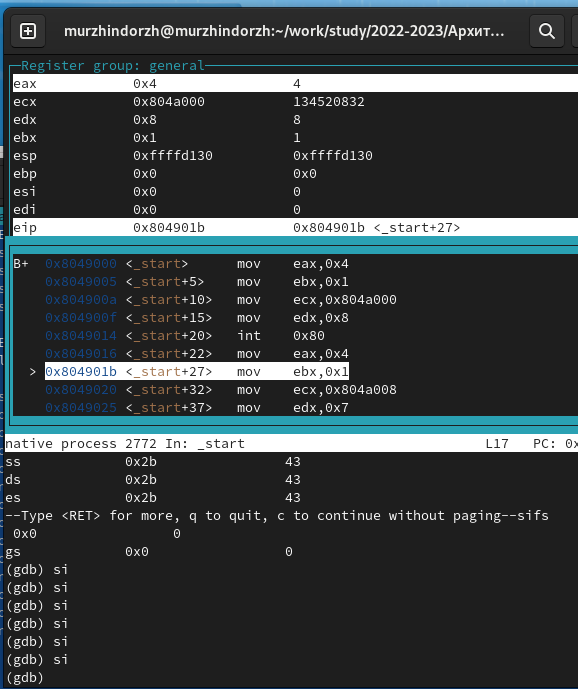 murzhindorzh@murzhindorzh:~/work/study/2022-2023/Архит...
Register group: general
eax 0x4 4
ecx 0x804a000 134520832
edx 0x8 8
ebx 0x1 1
esp 0xffffd130 0xffffd130
ebp 0x0 0x0
esi 0x0 0
edi 0x0 0
eip 0x804901b 0x804901b <_start+27>
B+ 0x8049000 <_start> mov eax,0x4
0x8049005 <_start+5> mov ebx,0x1
0x804900a <_start+10> mov ecx,0x804a000
0x804900f <_start+15> mov edx,0x8
0x8049014 <_start+20> int 0x80
0x8049016 <_start+22> mov eax,0x4
> 0x804901b <_start+27> mov ebx,0x1
0x8049020 <_start+32> mov ecx,0x804a008
0x8049025 <_start+37> mov edx,0x7
native process 2772 In: _start L17 PC: 0x
ss 0x2b 43
ds 0x2b 43
es 0x2b 43
--Type <RET> for more, q to quit, c to continue without paging--sifs
0x0 0
gs 0x0 0
(gdb) si
(gdb) si
(gdb) si
(gdb) si
(gdb) si
(gdb) si
(gdb)